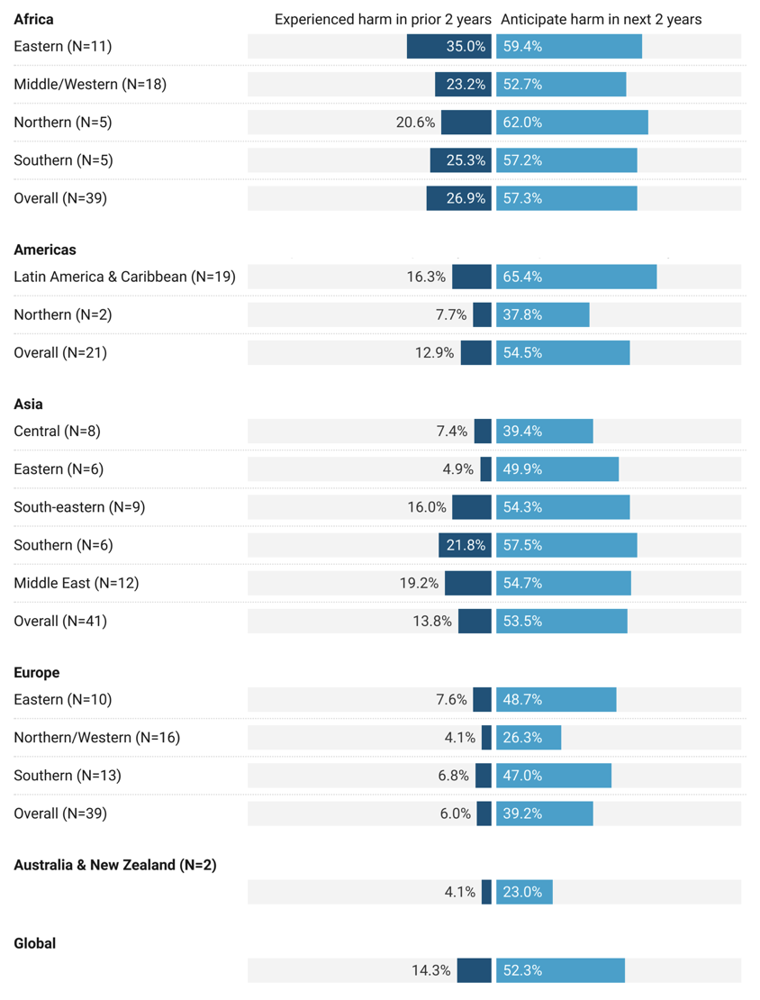 Africa Experienced harm in prior 2 years Anticipate harm in next 2 years
Eastern (N=11) 35.0% 59.4%
Middle/Western (N=18) 23.2% 52.7%
Northern (N=5) 20.6% 62.0%
Southern (N=5) 25.3% 57.2%
Overall (N=39) 26.9% 57.3%
Americas
Latin America & Caribbean (N=19) 16.3% 65.4%
Northern (N=2) 7.7% 37.8%
Overall (N=21) 12.9% 54.5%
Asia
Central (N=8) 7.4% 39.4%
Eastern (N=6) 4.9% 49.9%
South-eastern (N=9) 16.0% 54.3%
Southern (N=6) 21.8% 57.5%
Middle East (N=12) 19.2% 54.7%
Overall (N=41) 13.8% 53.5%
Europe
Eastern (N=10) 7.6% 48.7%
Northern/Western (N=16) 4.1% 26.3%
Southern (N=13) 6.8% 47.0%
Overall (N=39) 6.0% 39.2%
Australia & New Zealand (N=2)
4.1% 23.0%
Global
14.3% 52.3%